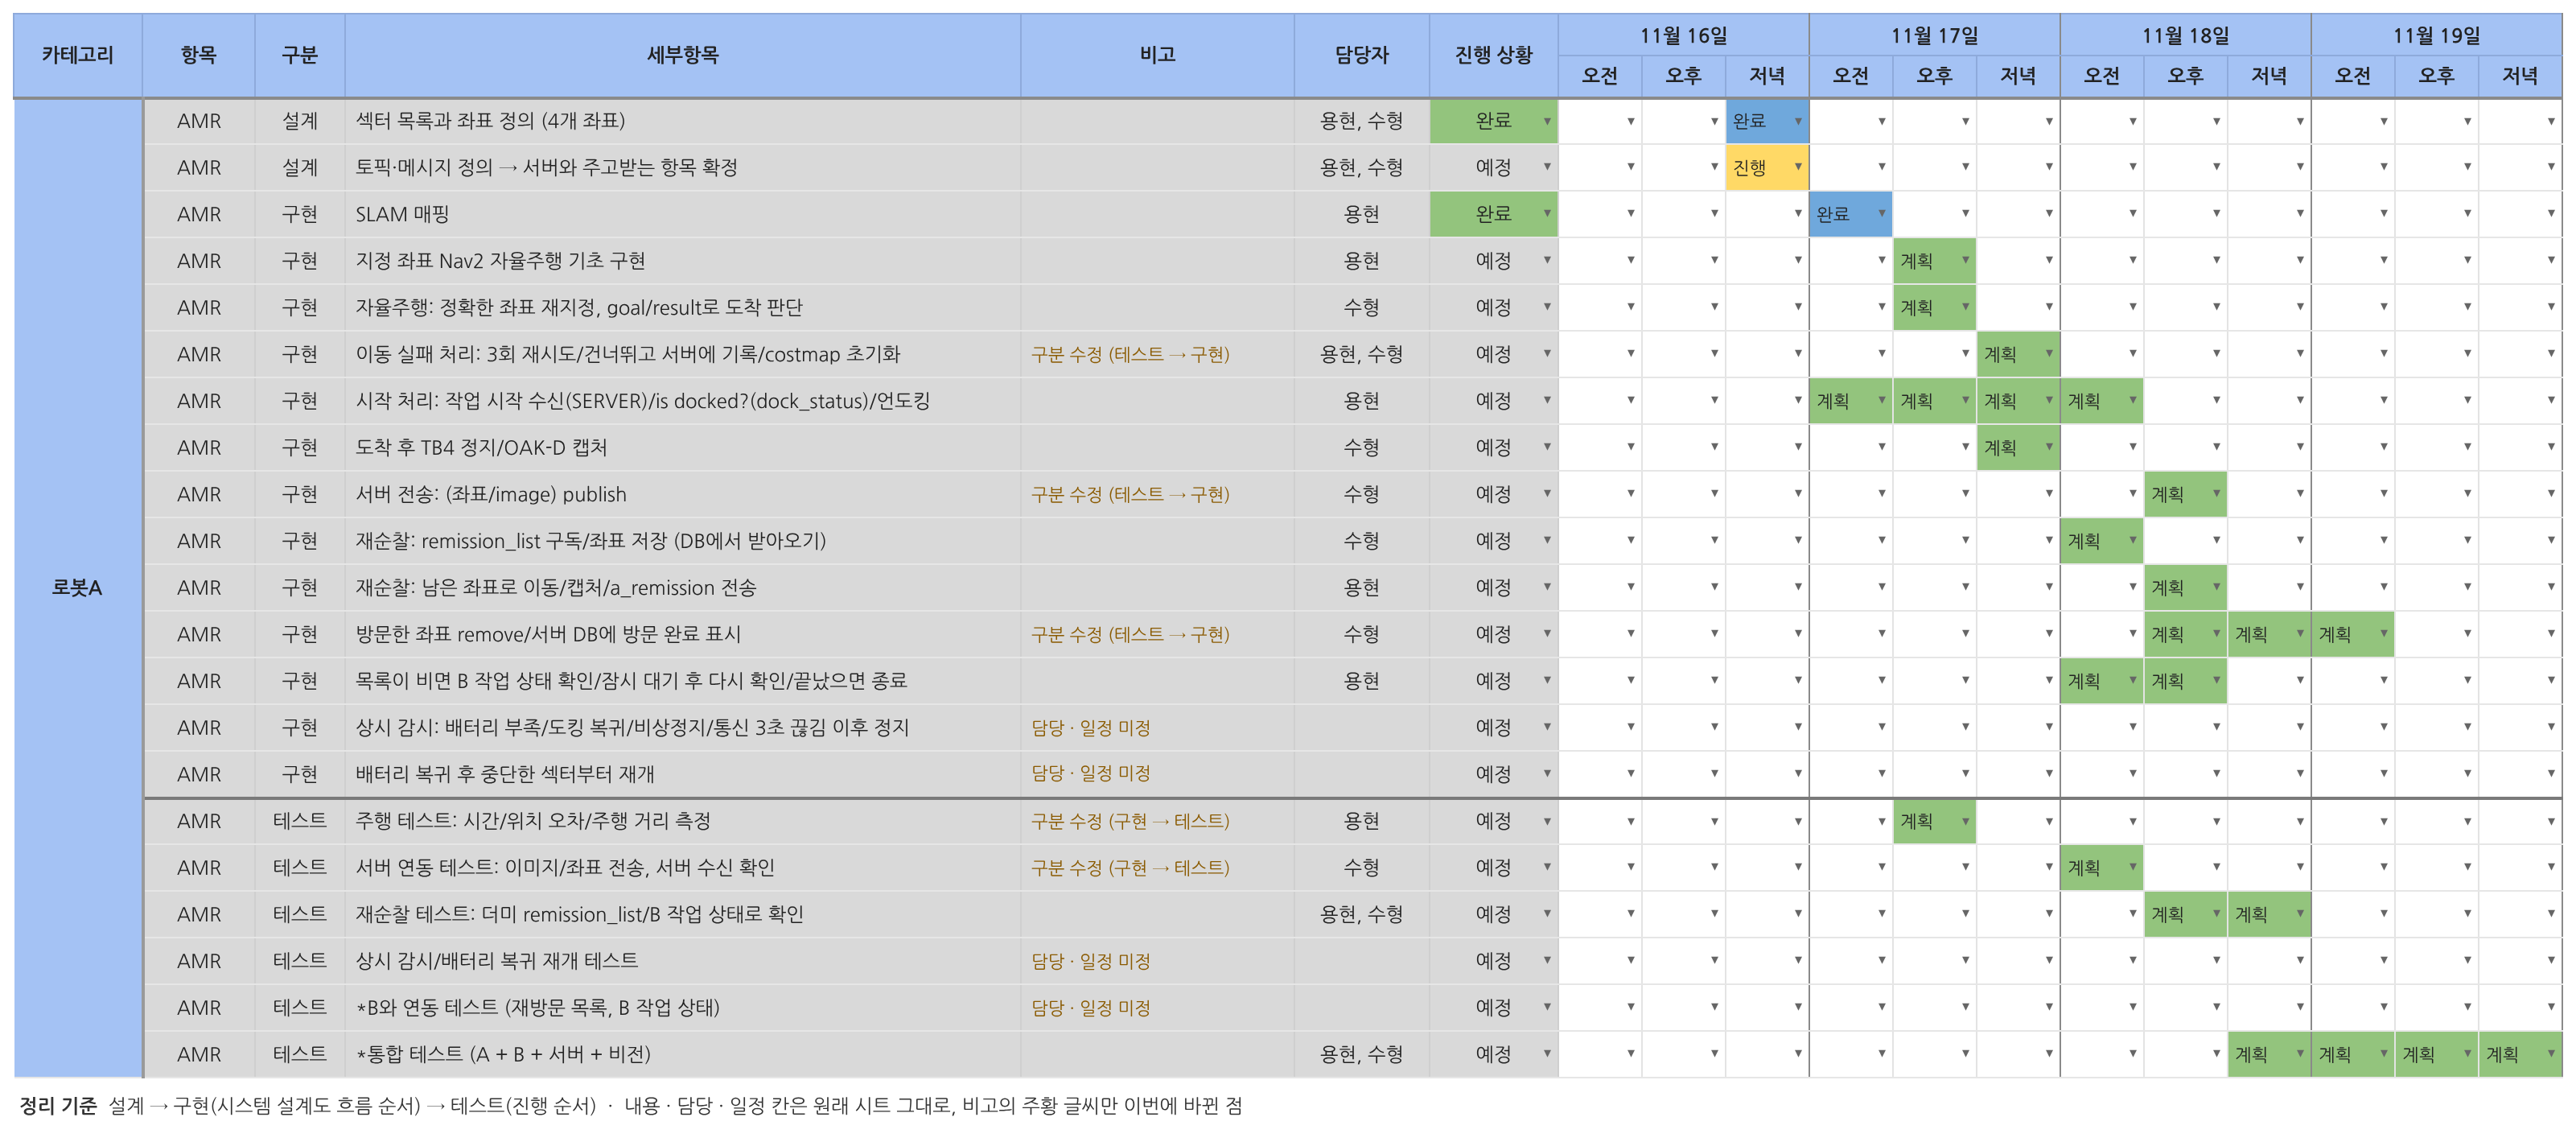 카테고리 항목 구분 세부항목 비고 담당자 진행 상황 11월 16일 11월 17일 11월 18일 11월 19일
오전 오후 저녁 오전 오후 저녁 오전 오후 저녁 오전 오후 저녁
로봇A
AMR 설계 섹터 목록과 좌표 정의 (4개 좌표) 용현, 수형 완료 완료
AMR 설계 토픽·메시지 정의 → 서버와 주고받는 항목 확정 용현, 수형 예정 진행
AMR 구현 SLAM 매핑 용현 완료 완료
AMR 구현 지정 좌표 Nav2 자율주행 기초 구현 용현 예정 계획
AMR 구현 자율주행: 정확한 좌표 재지정, goal/result로 도착 판단 수형 예정 계획
AMR 구현 이동 실패 처리: 3회 재시도/건너뛰고 서버에 기록/costmap 초기화 구분 수정 (테스트 → 구현) 용현, 수형 예정 계획
AMR 구현 시작 처리: 작업 시작 수신(SERVER)/is docked?(dock_status)/언도킹 용현 예정 계획 계획 계획 계획
AMR 구현 도착 후 TB4 정지/OAK-D 캡처 수형 예정 계획
AMR 구현 서버 전송: (좌표/image) publish 구분 수정 (테스트 → 구현) 수형 예정 계획
AMR 구현 재순찰: remission_list 구독/좌표 저장 (DB에서 받아오기) 수형 예정 계획
AMR 구현 재순찰: 남은 좌표로 이동/캡처/a_remission 전송 용현 예정 계획
AMR 구현 방문한 좌표 remove/서버 DB에 방문 완료 표시 구분 수정 (테스트 → 구현) 수형 예정 계획 계획 계획
AMR 구현 목록이 비면 B 작업 상태 확인/잠시 대기 후 다시 확인/끝났으면 종료 용현 예정 계획 계획
AMR 구현 상시 감시: 배터리 부족/도킹 복귀/비상정지/통신 3초 끊김 이후 정지 담당 · 일정 미정 예정
AMR 구현 배터리 복귀 후 중단한 섹터부터 재개 담당 · 일정 미정 예정
AMR 테스트 주행 테스트: 시간/위치 오차/주행 거리 측정 구분 수정 (구현 → 테스트) 용현 예정 계획
AMR 테스트 서버 연동 테스트: 이미지/좌표 전송, 서버 수신 확인 구분 수정 (구현 → 테스트) 수형 예정 계획
AMR 테스트 재순찰 테스트: 더미 remission_list/B 작업 상태로 확인 용현, 수형 예정 계획 계획
AMR 테스트 상시 감시/배터리 복귀 재개 테스트 담당 · 일정 미정 예정
AMR 테스트 *B와 연동 테스트 (재방문 목록, B 작업 상태) 담당 · 일정 미정 예정
AMR 테스트 *통합 테스트 (A + B + 서버 + 비전) 용현, 수형 예정 계획 계획 계획 계획
정리 기준 설계 → 구현(시스템 설계도 흐름 순서) → 테스트(진행 순서) · 내용 · 담당 · 일정 칸은 원래 시트 그대로, 비고의 주황 글씨만 이번에 바뀐 점